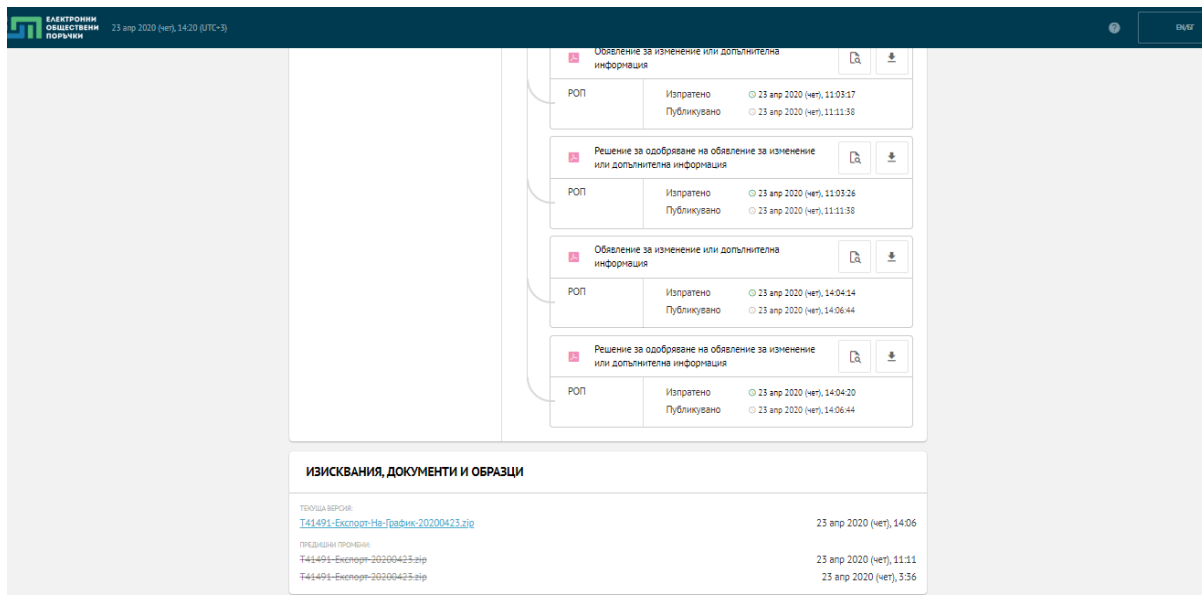 ЕЛЕКТРОННИ
ОБЩЕСТВЕНИ
ПОРЪЧКИ
23 апр 2020 (чет), 14:20 (UTC+3)
ВХИБГ
Обявление за изменение или допълнителна
информация
РОП
Изпратено 23 апр 2020 (чет), 11:03:17
Публикувано 23 апр 2020 (чет), 11:11:38
Решение за одобряване на обявление за изменение
или допълнителна информация
РОП
Изпратено 23 апр 2020 (чет), 11:03:26
Публикувано 23 апр 2020 (чет), 11:11:38
Обявление за изменение или допълнителна
информация
РОП
Изпратено 23 апр 2020 (чет), 14:04:14
Публикувано 23 апр 2020 (чет), 14:06:44
Решение за одобряване на обявление за изменение
или допълнителна информация
РОП
Изпратено 23 апр 2020 (чет), 14:04:20
Публикувано 23 апр 2020 (чет), 14:06:44
ИЗИСКВАНИЯ, ДОКУМЕНТИ И ОБРАЗЦИ
ТЕКУЩА ВЕРСИЯ:
T41491-Експорт-На-График-20200423.zip 23 апр 2020 (чет), 14:06
ПРЕДИШНИ ПРОМЕНИ:
T41491-Експорт-20200423.zip 23 апр 2020 (чет), 11:11
T41491-Експорт-20200423.zip 23 апр 2020 (чет), 3:36